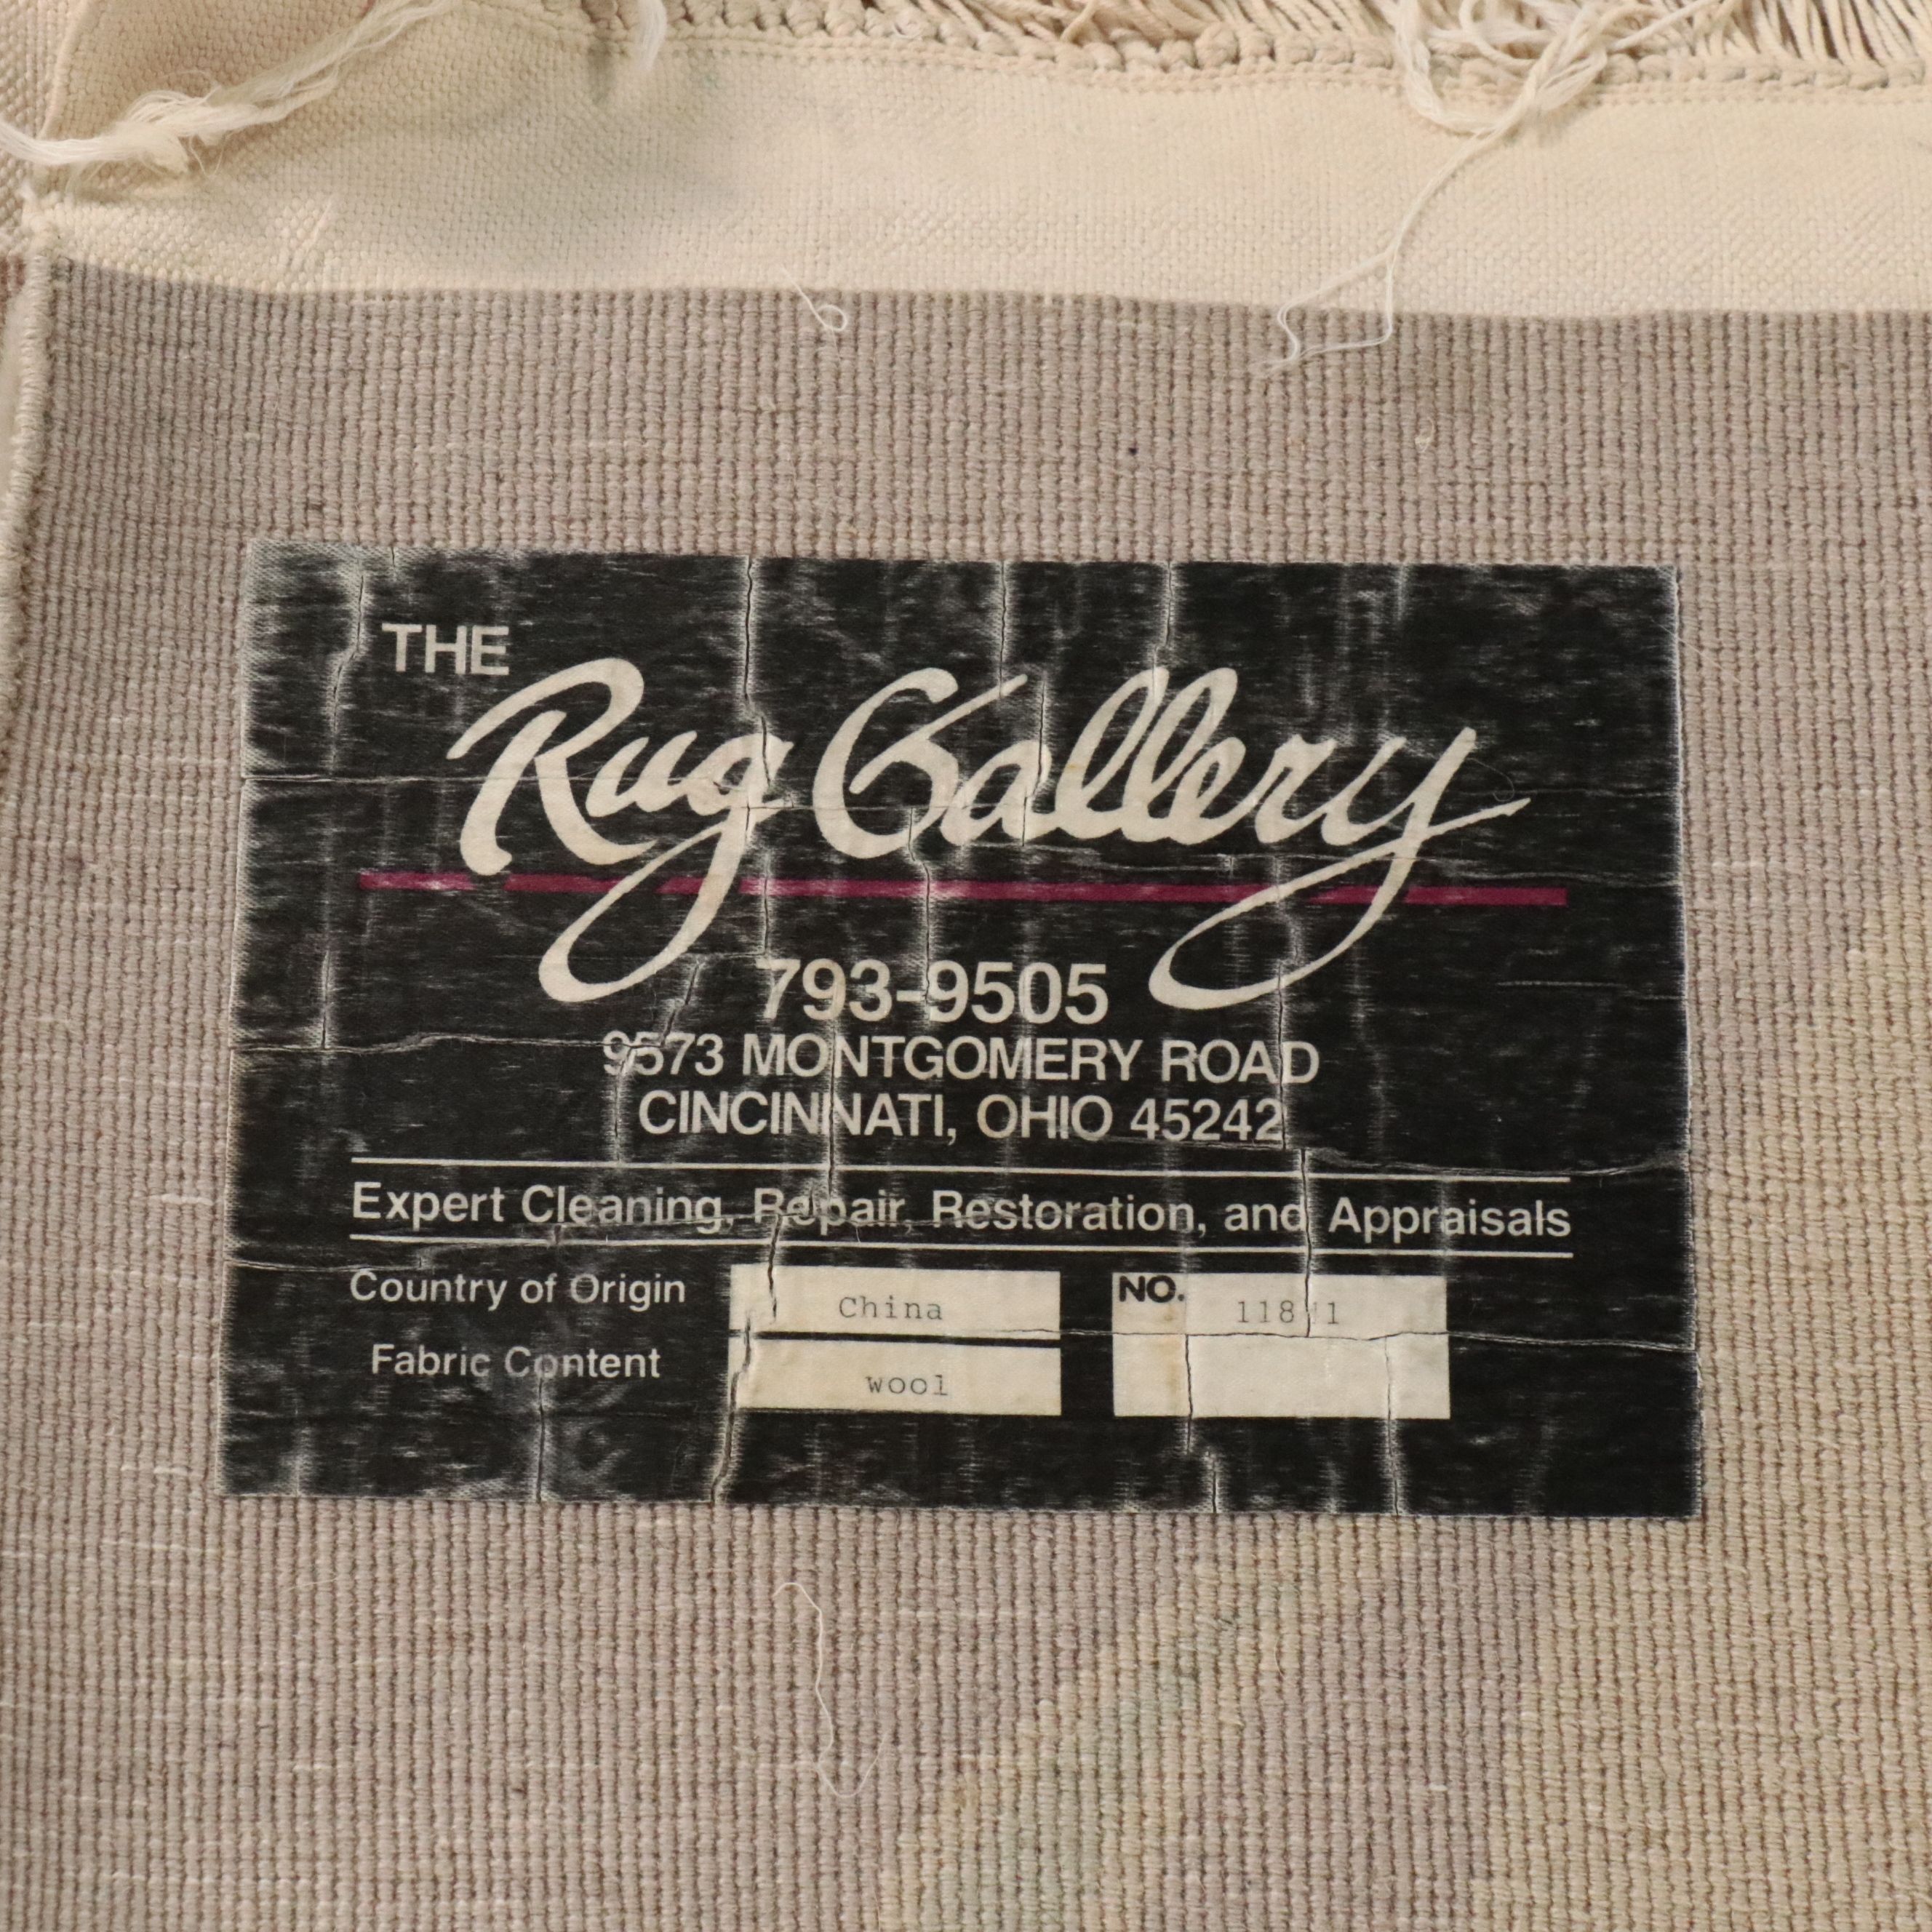 THE
Rug Gallery
793-9505
9573 MONTGOMERY ROAD
CINCINNATI, OHIO 45242
Expert Cleaning, Repair, Restoration, and Appraisals
Country of Origin China NO.
Fabric Content wool